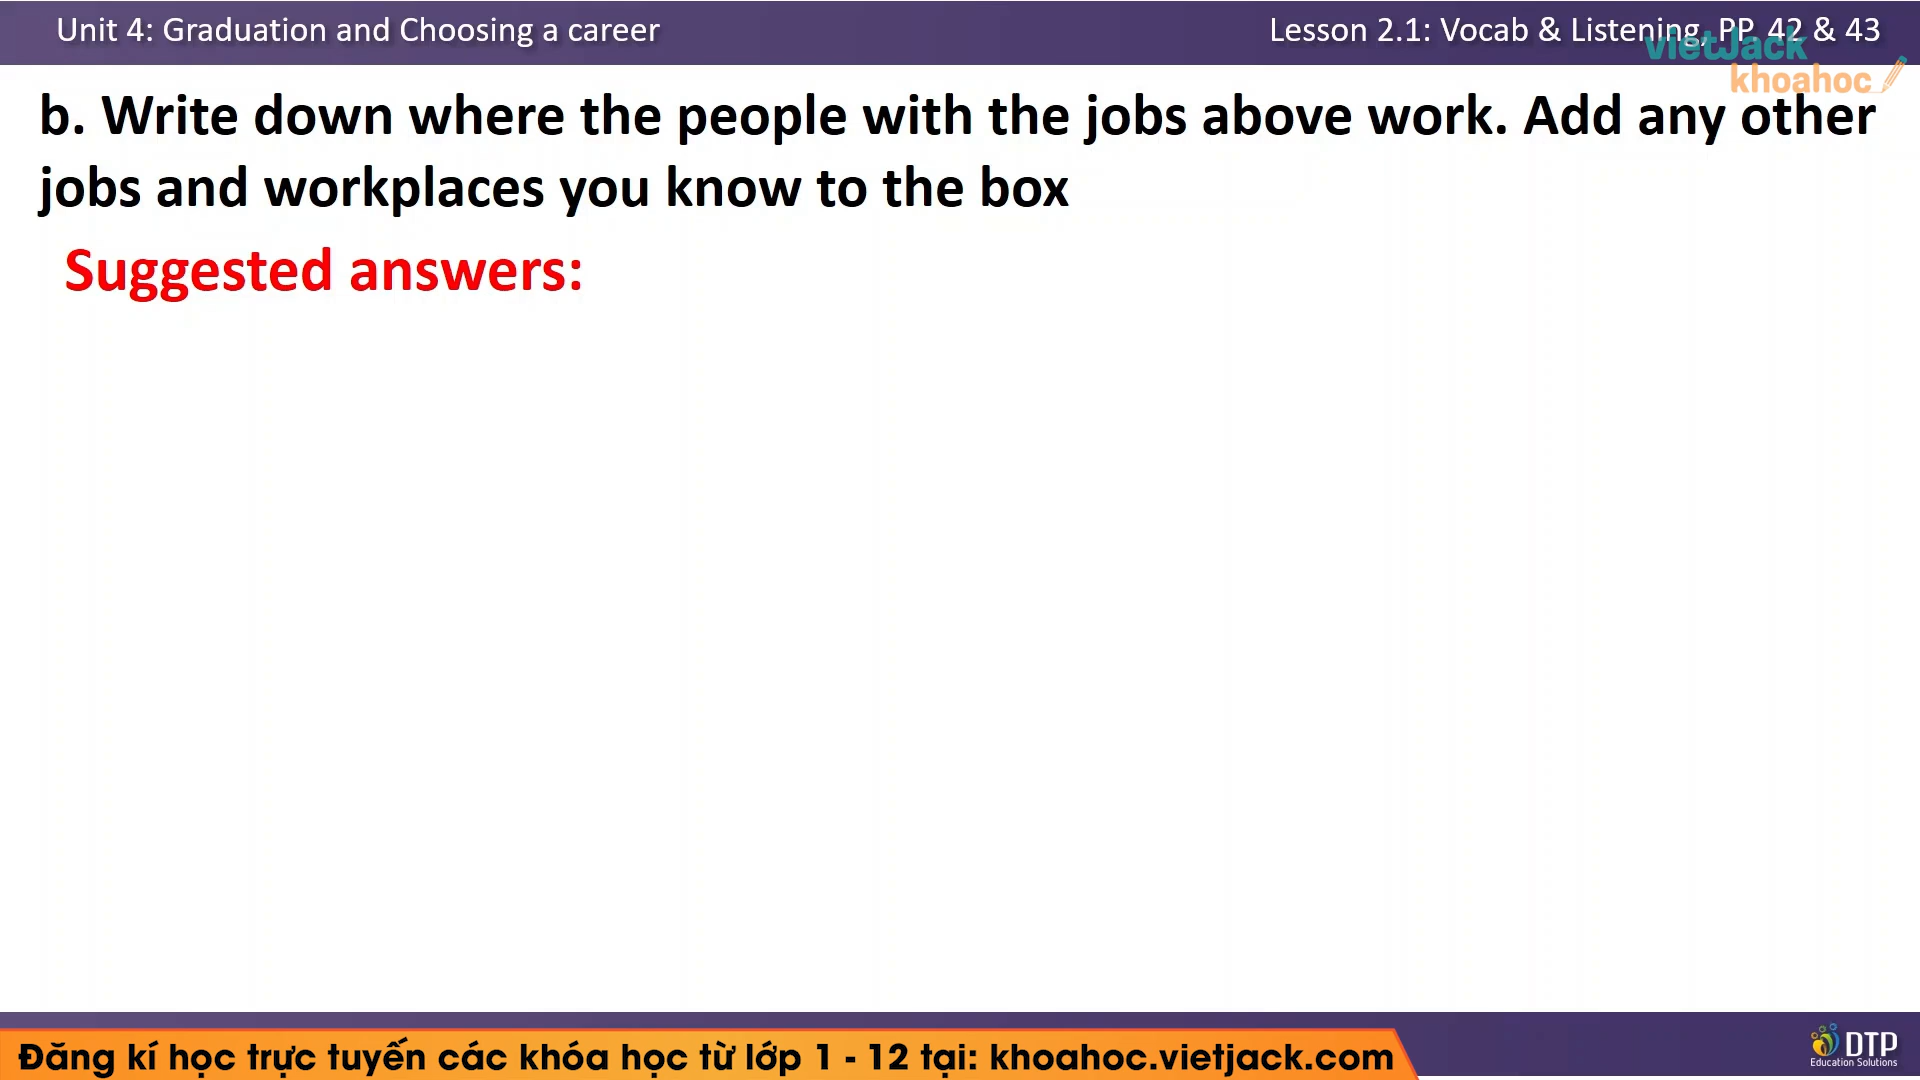 Unit 4: Graduation and Choosing a career
Lesson 2.1: Vocab & Listening, PP. 42 & 43
vietJack
khoahoc
b. Write down where the people with the jobs above work. Add any other
jobs and workplaces you know to the box
Suggested answers:
Đăng kí học trực tuyến các khóa học từ lớp 1 - 12 tại: khoahoc.vietjack.com
DTP
Education Solutions